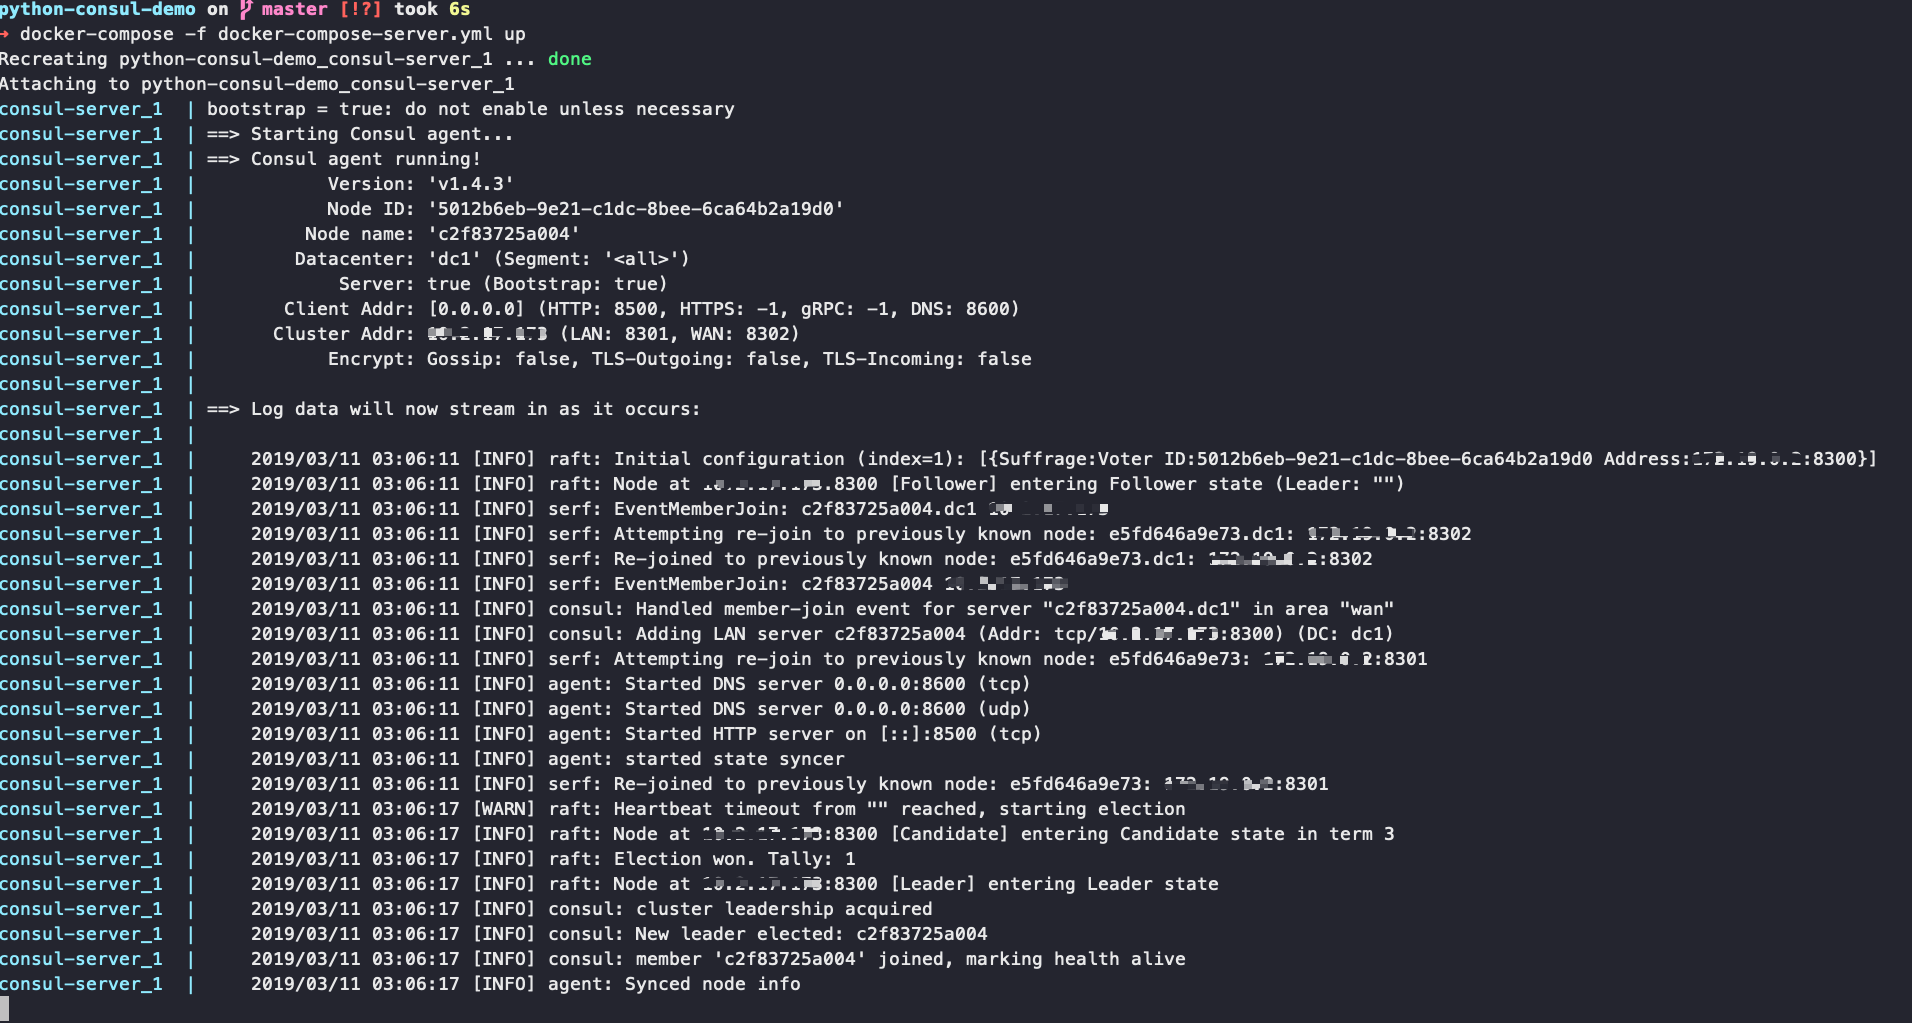 python-consul-demo on master [!?] took 6s
→ docker-compose -f docker-compose-server.yml up
Recreating python-consul-demo_consul-server_1 ... done
Attaching to python-consul-demo_consul-server_1
consul-server_1 | bootstrap = true: do not enable unless necessary
consul-server_1 | ==> Starting Consul agent...
consul-server_1 | ==> Consul agent running!
consul-server_1 | Version: 'v1.4.3'
consul-server_1 | Node ID: '5012b6eb-9e21-c1dc-8bee-6ca64b2a19d0'
consul-server_1 | Node name: 'c2f83725a004'
consul-server_1 | Datacenter: 'dc1' (Segment: '<all>')
consul-server_1 | Server: true (Bootstrap: true)
consul-server_1 | Client Addr: [0.0.0.0] (HTTP: 8500, HTTPS: -1, gRPC: -1, DNS: 8600)
consul-server_1 | Cluster Addr: (LAN: 8301, WAN: 8302)
consul-server_1 | Encrypt: Gossip: false, TLS-Outgoing: false, TLS-Incoming: false
consul-server_1 |
consul-server_1 | ==> Log data will now stream in as it occurs:
consul-server_1 |
consul-server_1 | 2019/03/11 03:06:11 [INFO] raft: Initial configuration (index=1): [{Suffrage:Voter ID:5012b6eb-9e21-c1dc-8bee-6ca64b2a19d0 Address: :8300}]
consul-server_1 | 2019/03/11 03:06:11 [INFO] raft: Node at :8300 [Follower] entering Follower state (Leader: "")
consul-server_1 | 2019/03/11 03:06:11 [INFO] serf: EventMemberJoin: c2f83725a004.dc1
consul-server_1 | 2019/03/11 03:06:11 [INFO] serf: Attempting re-join to previously known node: e5fd646a9e73.dc1: :8302
consul-server_1 | 2019/03/11 03:06:11 [INFO] serf: Re-joined to previously known node: e5fd646a9e73.dc1: :8302
consul-server_1 | 2019/03/11 03:06:11 [INFO] serf: EventMemberJoin: c2f83725a004
consul-server_1 | 2019/03/11 03:06:11 [INFO] consul: Handled member-join event for server "c2f83725a004.dc1" in area "wan"
consul-server_1 | 2019/03/11 03:06:11 [INFO] consul: Adding LAN server c2f83725a004 (Addr: tcp/ :8300) (DC: dc1)
consul-server_1 | 2019/03/11 03:06:11 [INFO] serf: Attempting re-join to previously known node: e5fd646a9e73: :8301
consul-server_1 | 2019/03/11 03:06:11 [INFO] agent: Started DNS server 0.0.0.0:8600 (tcp)
consul-server_1 | 2019/03/11 03:06:11 [INFO] agent: Started DNS server 0.0.0.0:8600 (udp)
consul-server_1 | 2019/03/11 03:06:11 [INFO] agent: Started HTTP server on [::]:8500 (tcp)
consul-server_1 | 2019/03/11 03:06:11 [INFO] agent: started state syncer
consul-server_1 | 2019/03/11 03:06:11 [INFO] serf: Re-joined to previously known node: e5fd646a9e73: :8301
consul-server_1 | 2019/03/11 03:06:17 [WARN] raft: Heartbeat timeout from "" reached, starting election
consul-server_1 | 2019/03/11 03:06:17 [INFO] raft: Node at :8300 [Candidate] entering Candidate state in term 3
consul-server_1 | 2019/03/11 03:06:17 [INFO] raft: Election won. Tally: 1
consul-server_1 | 2019/03/11 03:06:17 [INFO] raft: Node at :8300 [Leader] entering Leader state
consul-server_1 | 2019/03/11 03:06:17 [INFO] consul: cluster leadership acquired
consul-server_1 | 2019/03/11 03:06:17 [INFO] consul: New leader elected: c2f83725a004
consul-server_1 | 2019/03/11 03:06:17 [INFO] consul: member 'c2f83725a004' joined, marking health alive
consul-server_1 | 2019/03/11 03:06:17 [INFO] agent: Synced node info